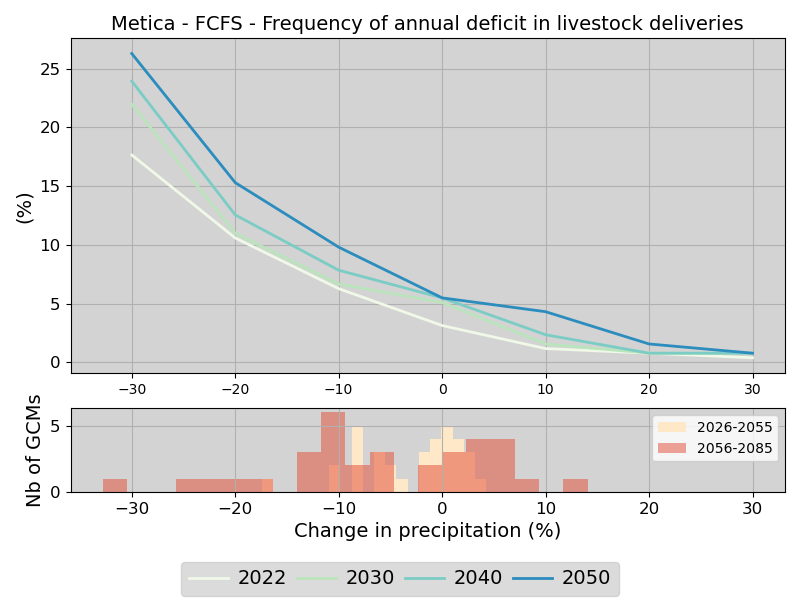 Metica - FCFS - Frequency of annual deficit in livestock deliveries
(%)
25
20
15
10
5
0
−30 −20 −10 0 10 20 30
Nb of GCMs
5
0
2026-2055
2056-2085
−30 −20 −10 0 10 20 30
Change in precipitation (%)
2022 2030 2040 2050